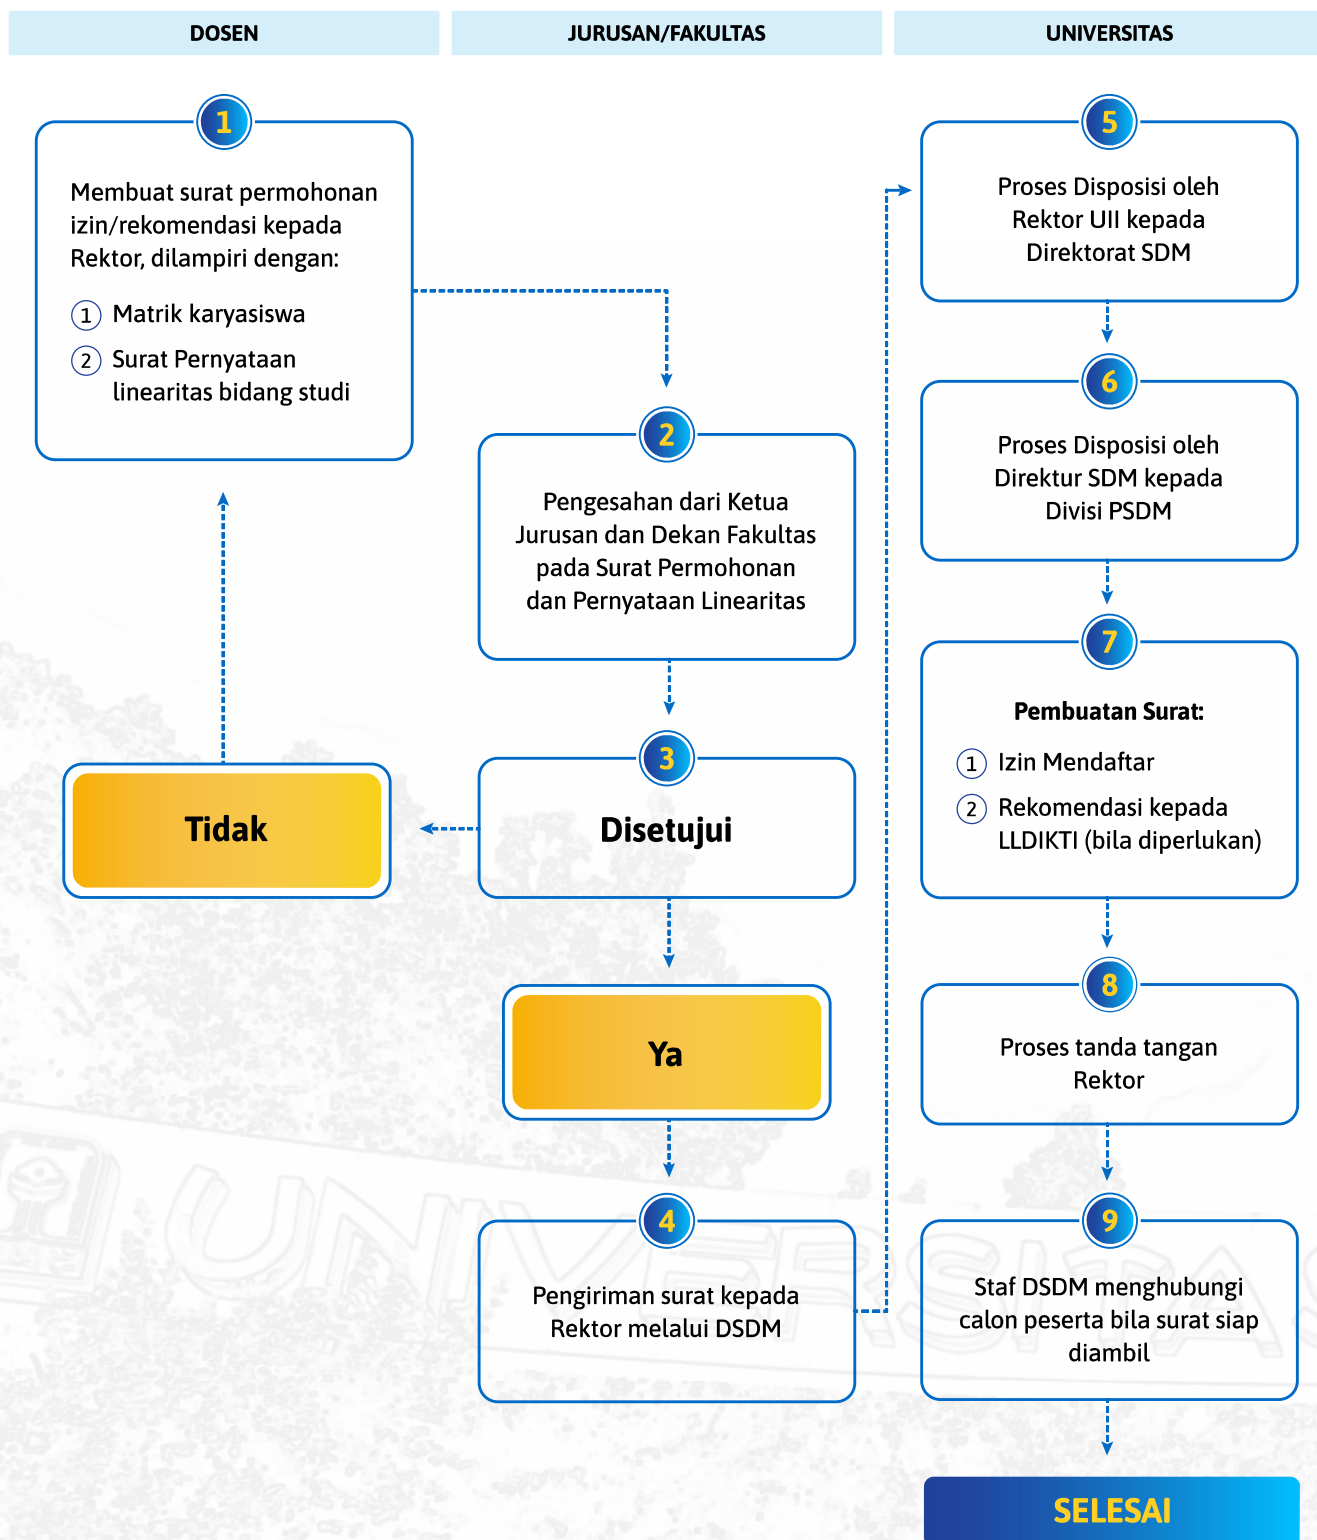 DOSEN
JURUSAN/FAKULTAS
UNIVERSITAS
1
Membuat surat permohonan
izin/rekomendasi kepada
Rektor, dilampiri dengan:
1 Matrik karyasiswa
2 Surat Pernyataan
linearitas bidang studi
2
Pengesahan dari Ketua
Jurusan dan Dekan Fakultas
pada Surat Permohonan
dan Pernyataan Linearitas
3
Disetujui
Tidak
Ya
4
Pengiriman surat kepada
Rektor melalui DSDM
5
Proses Disposisi oleh
Rektor UII kepada
Direktorat SDM
6
Proses Disposisi oleh
Direktur SDM kepada
Divisi PSDM
7
Pembuatan Surat:
1 Izin Mendaftar
2 Rekomendasi kepada
LLDIKTI (bila diperlukan)
8
Proses tanda tangan
Rektor
9
Staf DSDM menghubungi
calon peserta bila surat siap
diambil
SELESAI
UNIVERSITAS